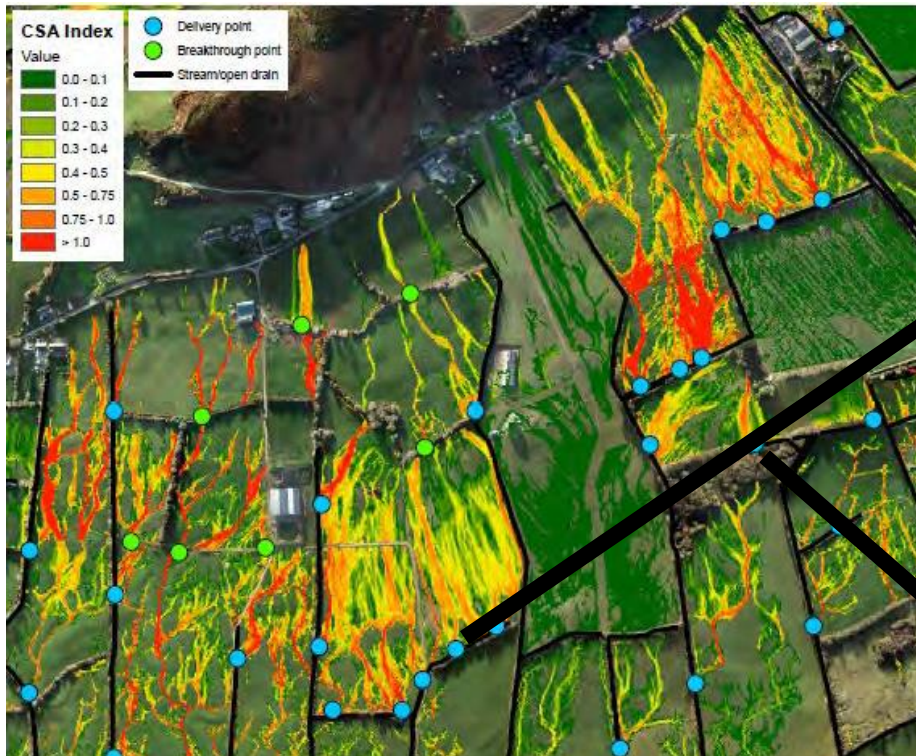 CSA Index
Value
0.0 - 0.1
0.1 - 0.2
0.2 - 0.3
0.3 - 0.4
0.4 - 0.5
0.5 - 0.75
0.75 - 1.0
> 1.0
Delivery point
Breakthrough point
Stream/open drain